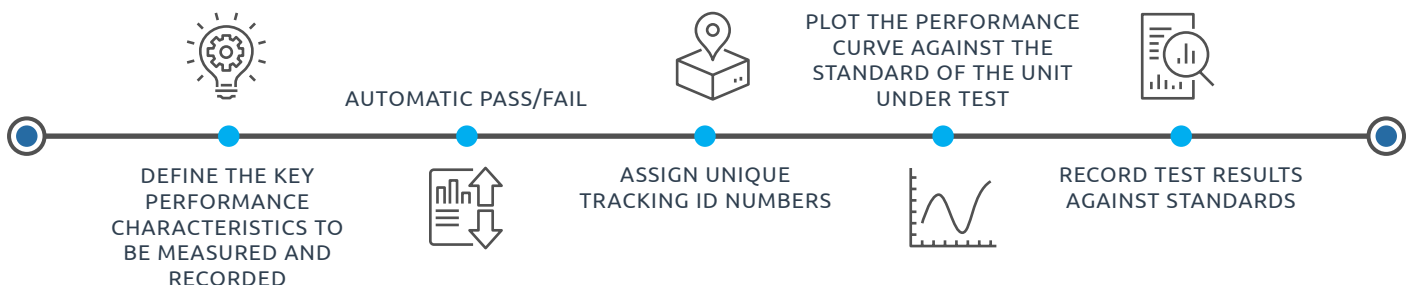 DEFINE THE KEY
PERFORMANCE
CHARACTERISTICS TO
BE MEASURED AND
RECORDED
AUTOMATIC PASS/FAIL
ASSIGN UNIQUE
TRACKING ID NUMBERS
PLOT THE PERFORMANCE
CURVE AGAINST THE
STANDARD OF THE UNIT
UNDER TEST
RECORD TEST RESULTS
AGAINST STANDARDS